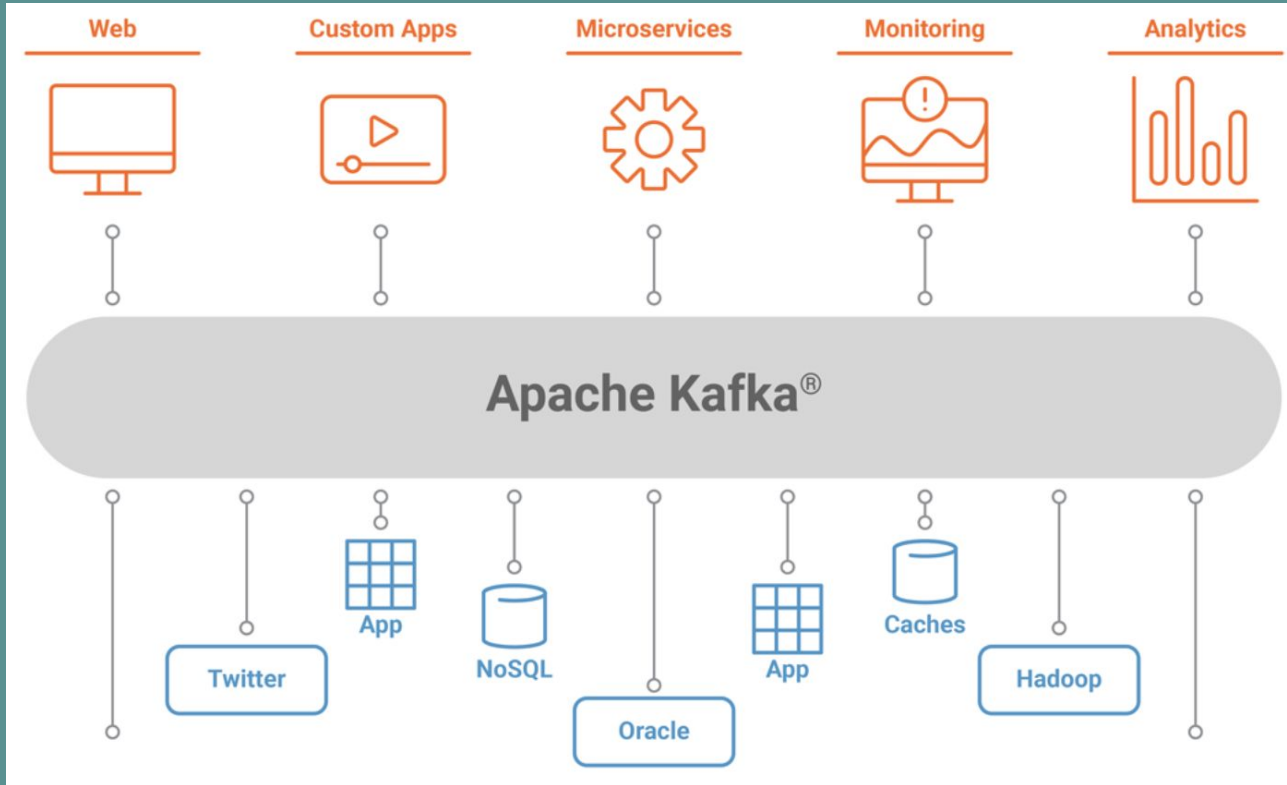 Web
Custom Apps
Microservices
Monitoring
Analytics
Apache Kafka®
App
Caches
NoSQL
App
Twitter
Hadoop
Oracle